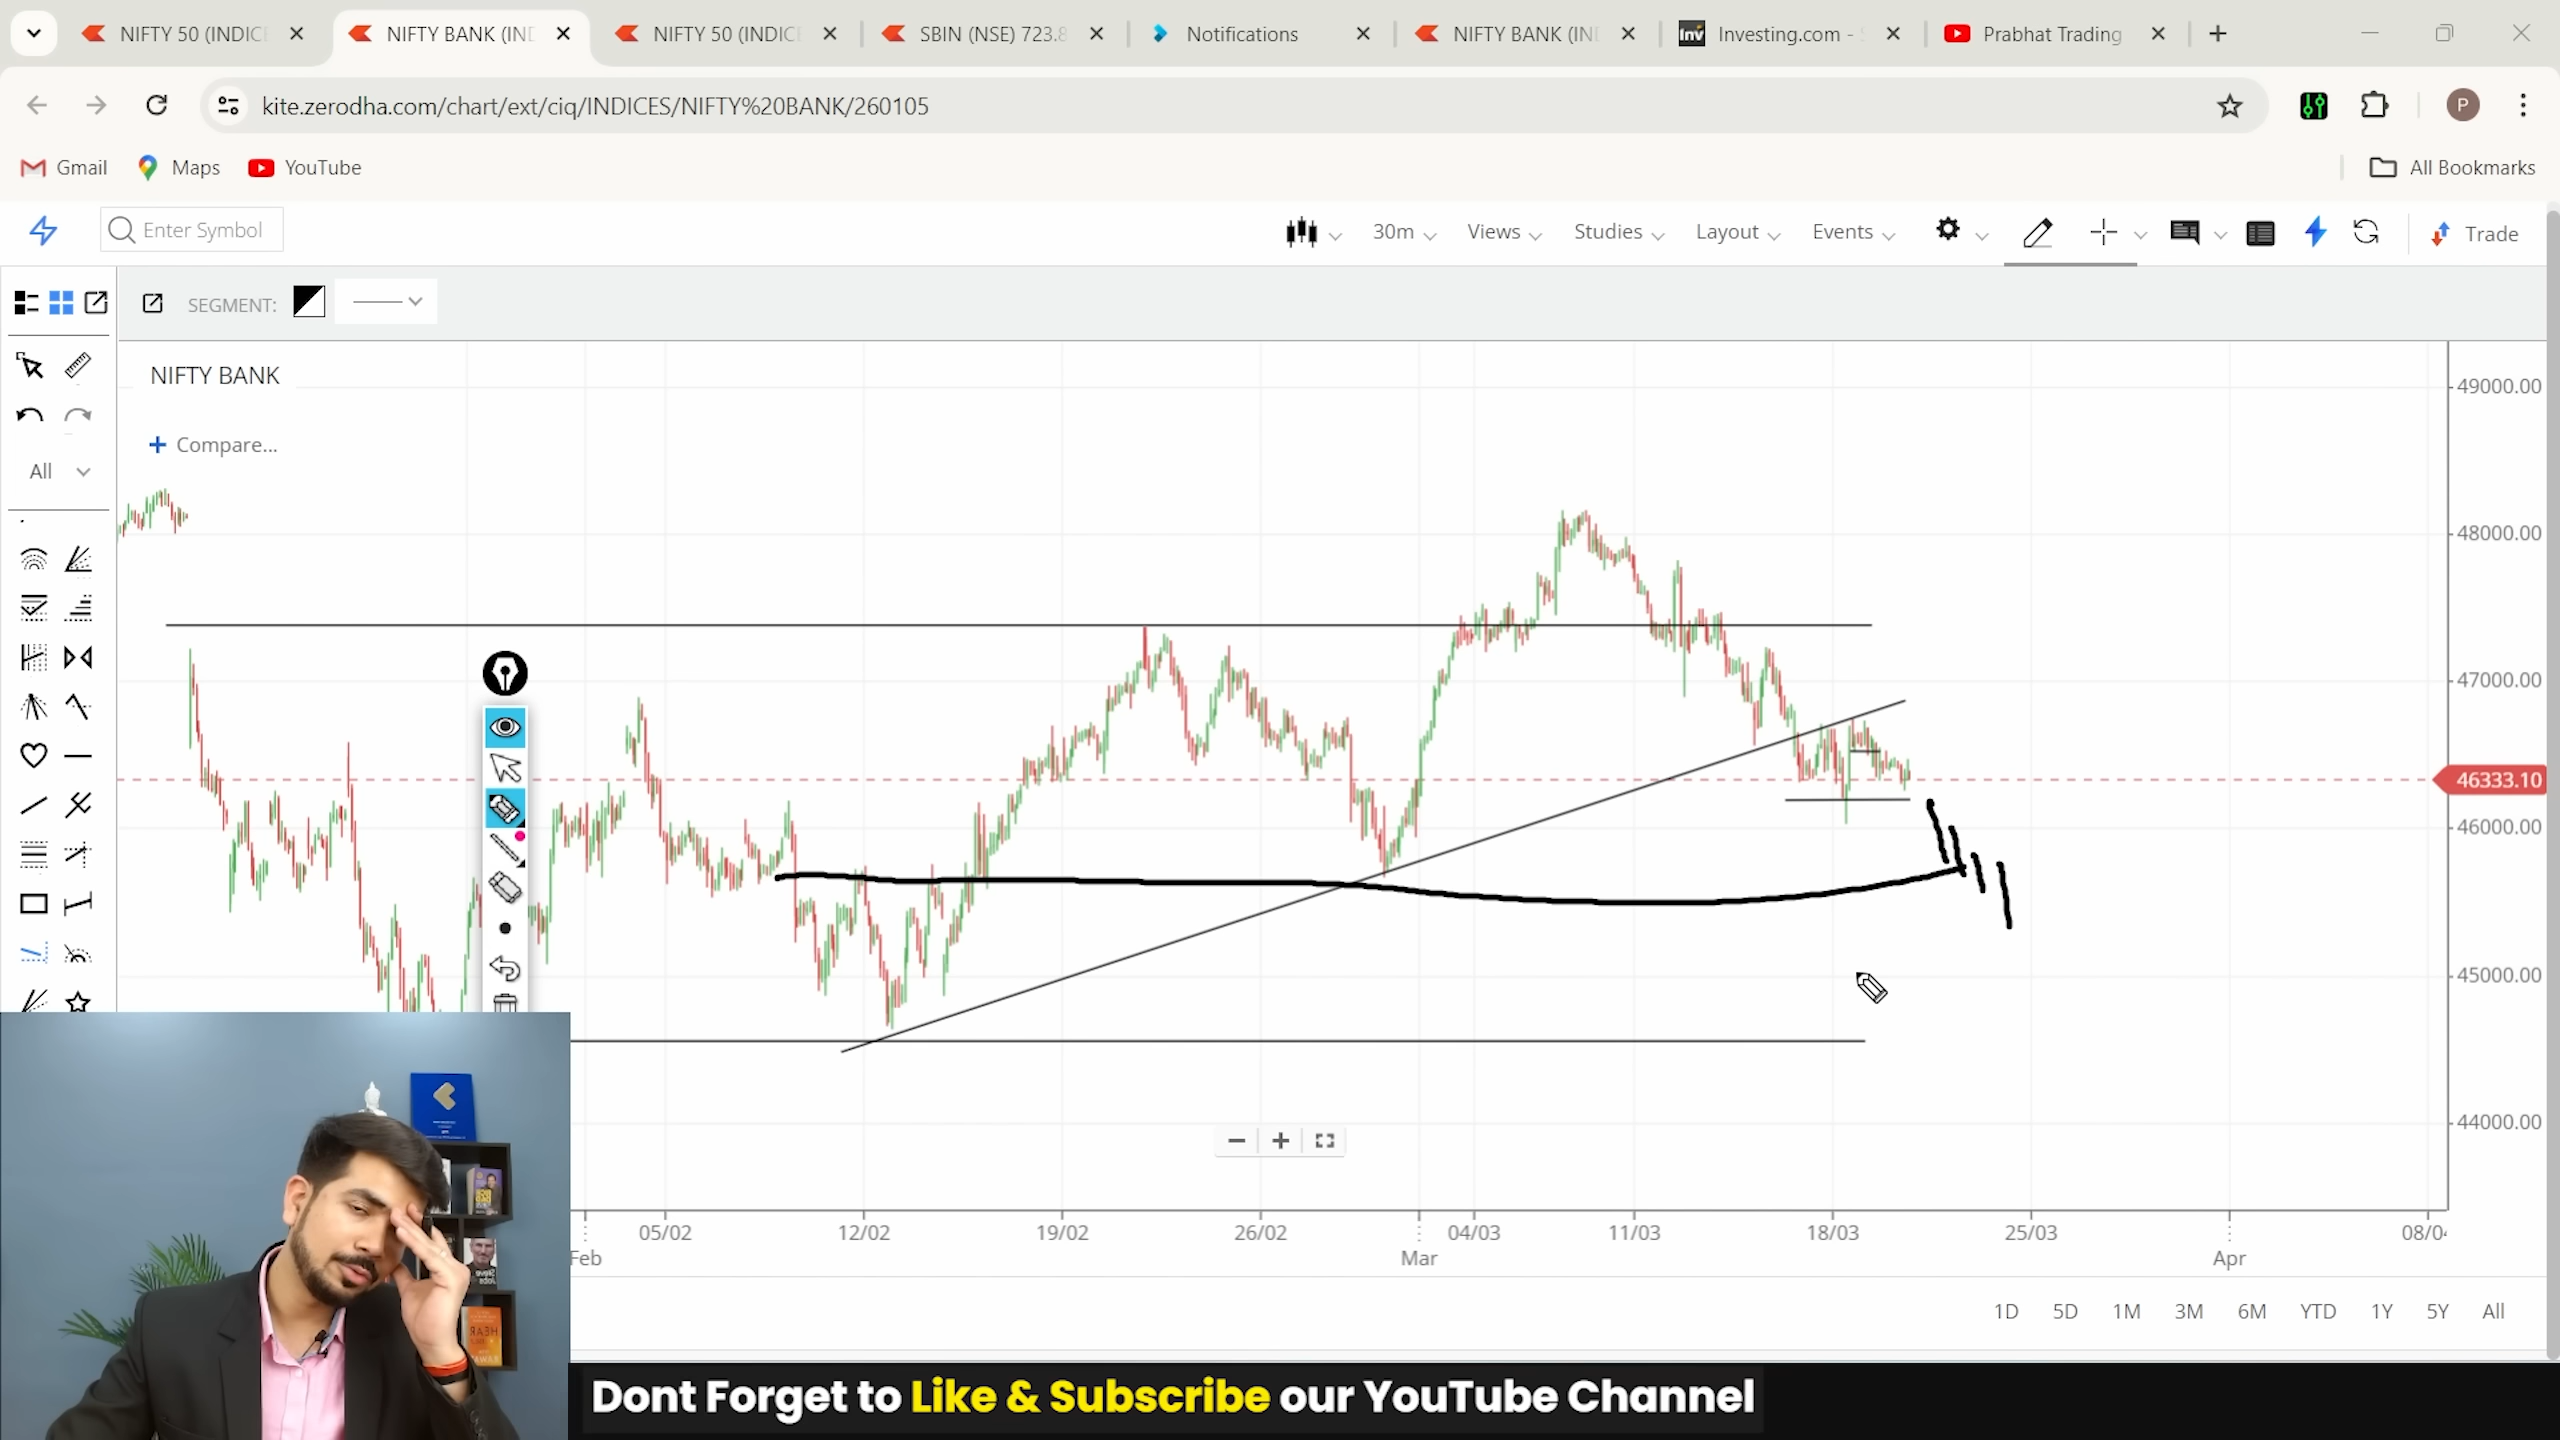 NIFTY 50 (INDICE
NIFTY BANK (IND
NIFTY 50 (INDICE
SBIN (NSE) 723.8
Notifications
NIFTY BANK (IND
Investing.com -
Prabhat Trading
kite.zerodha.com/chart/ext/ciq/INDICES/NIFTY%20BANK/260105
P
Gmail
Maps
YouTube
All Bookmarks
Enter Symbol
30m
Views
Studies
Layout
Events
Trade
SEGMENT:
NIFTY BANK
+ Compare...
All
49000.00
48000.00
47000.00
46333.10
46000.00
45000.00
44000.00
05/02 12/02 19/02 26/02 04/03 11/03 18/03 25/03 08/0
Feb Mar Apr
1D 5D 1M 3M 6M YTD 1Y 5Y All
Dont Forget to Like & Subscribe our YouTube Channel